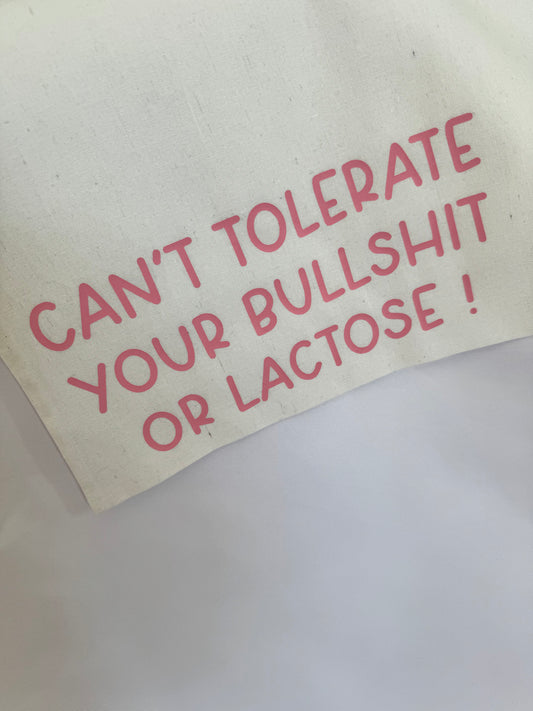 CAN'T TOLERATE
YOUR BULLSHIT
OR LACTOSE !